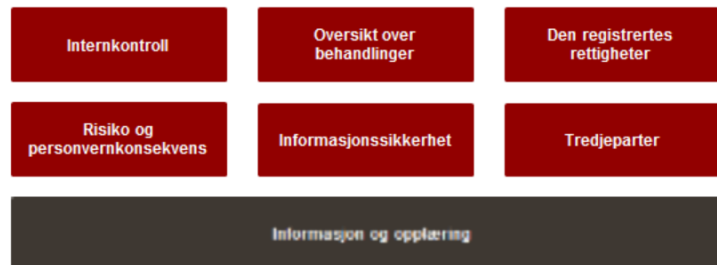 Internkontroll
Oversikt over
behandlinger
Den registrertes
rettigheter
Risiko og
personvernkonsekvens
Informasjonssikkerhet
Tredjeparter
Informasjon og opplæring